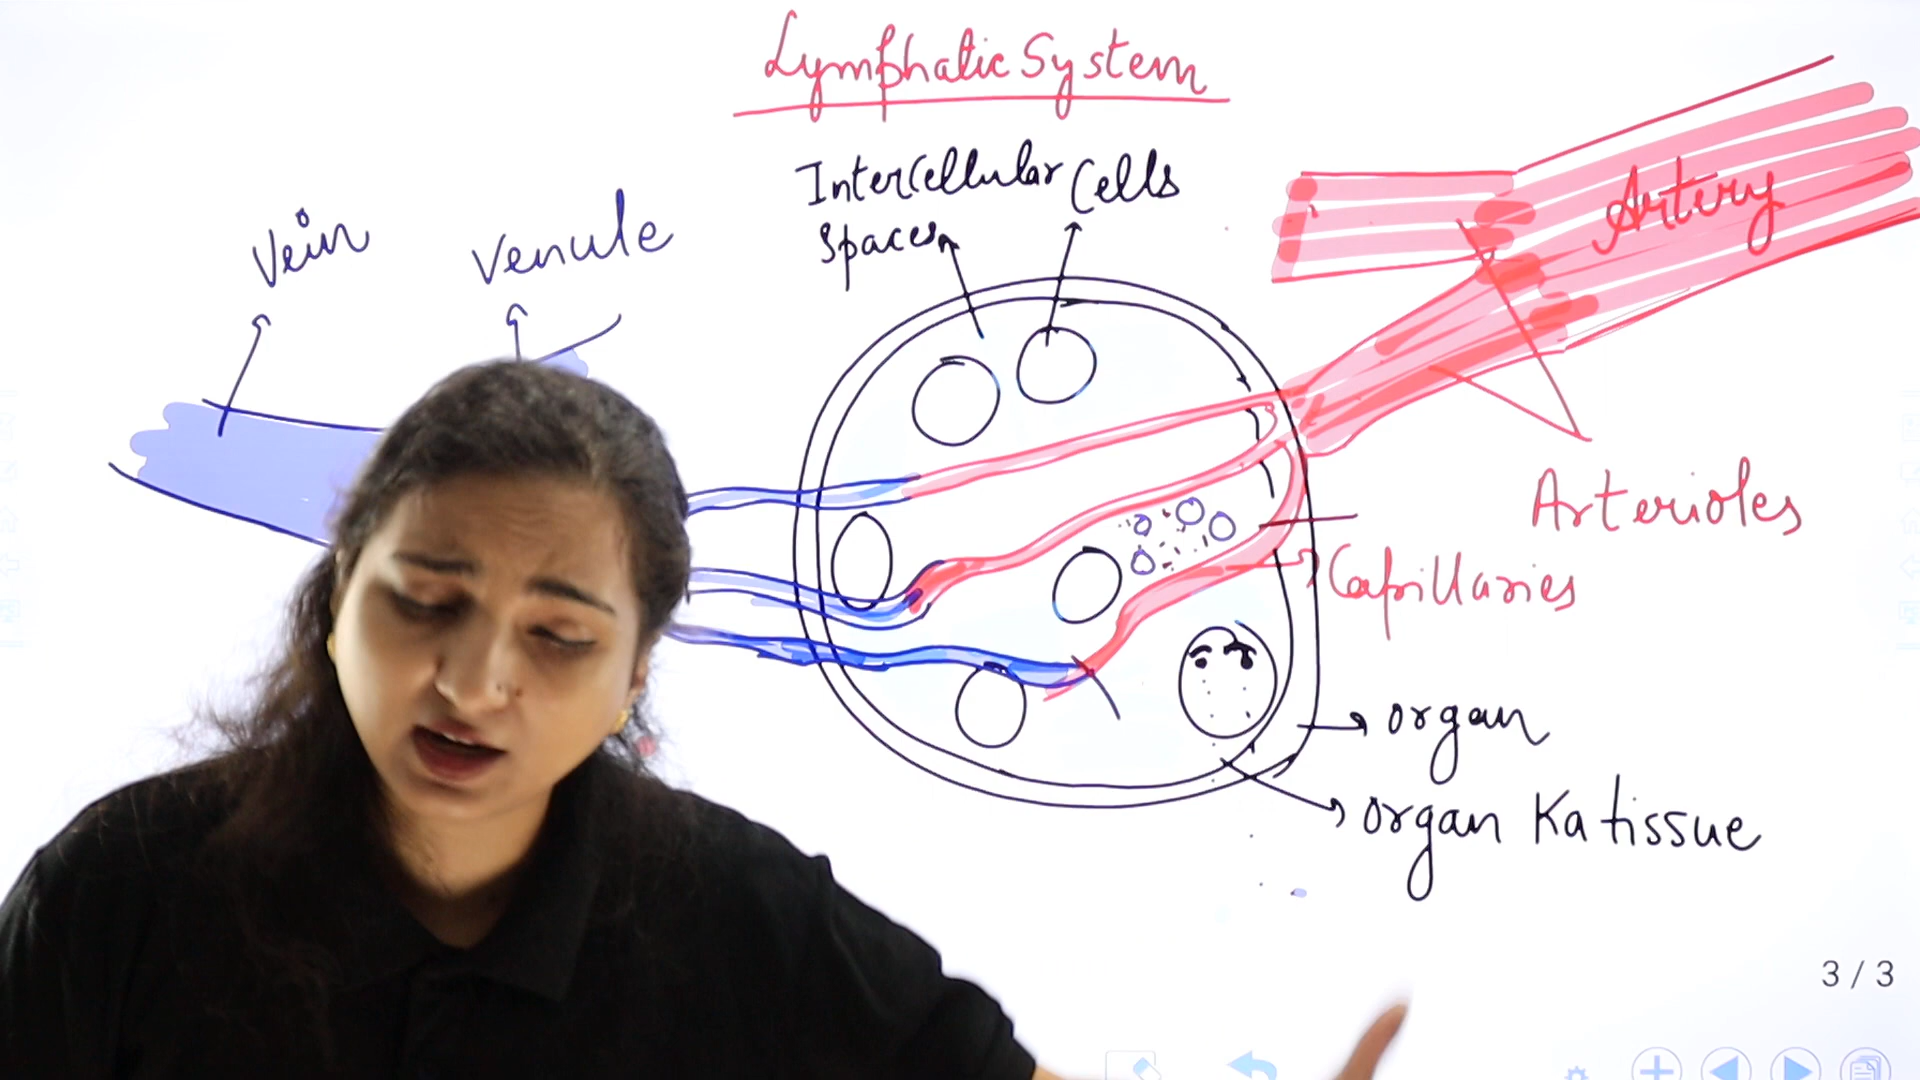 Lymphatic System
Intercellular Cells
Spaces
Vein
Venule
Artery
Arterioles
Capillaries
organ
organ Ka tissue
3 / 3